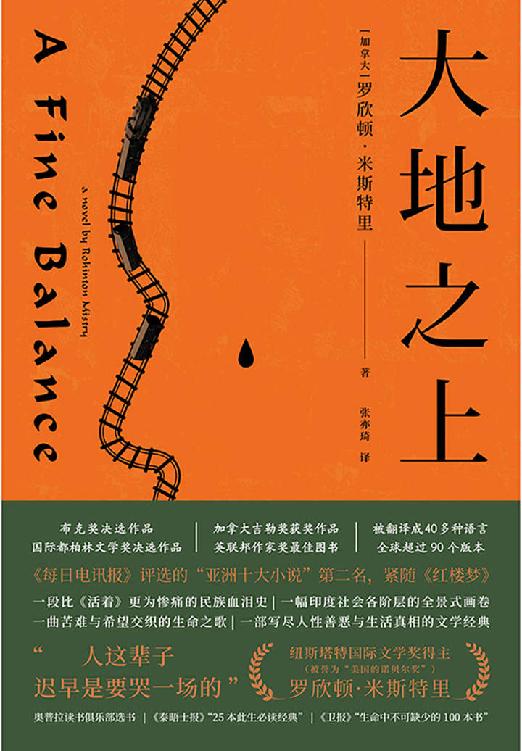 大地之上
[加拿大] 罗欣顿·米斯特里 著
张亦琦 译
A Fine Balance
a novel by Rohinton Mistry
布克奖决选作品
国际都柏林文学奖决选作品
加拿大吉勒奖获奖作品
英联邦作家奖最佳图书
被翻译成40多种语言
全球超过90个版本
《每日电讯报》评选的“亚洲十大小说”第二名，紧随《红楼梦》
一段比《活着》更为惨痛的民族血泪史|一幅印度社会各阶层的全景式画卷
一曲苦难与希望交织的生命之歌|一部写尽人性善恶与生活真相的文学经典
“人这辈子
迟早是要哭一场的”
纽斯塔特国际文学奖得主
(被誉为“美国的诺贝尔奖”)
罗欣顿·米斯特里
奥普拉读书俱乐部选书|《泰晤士报》“25本此生必读经典”|《卫报》“生命中不可缺少的100本书”